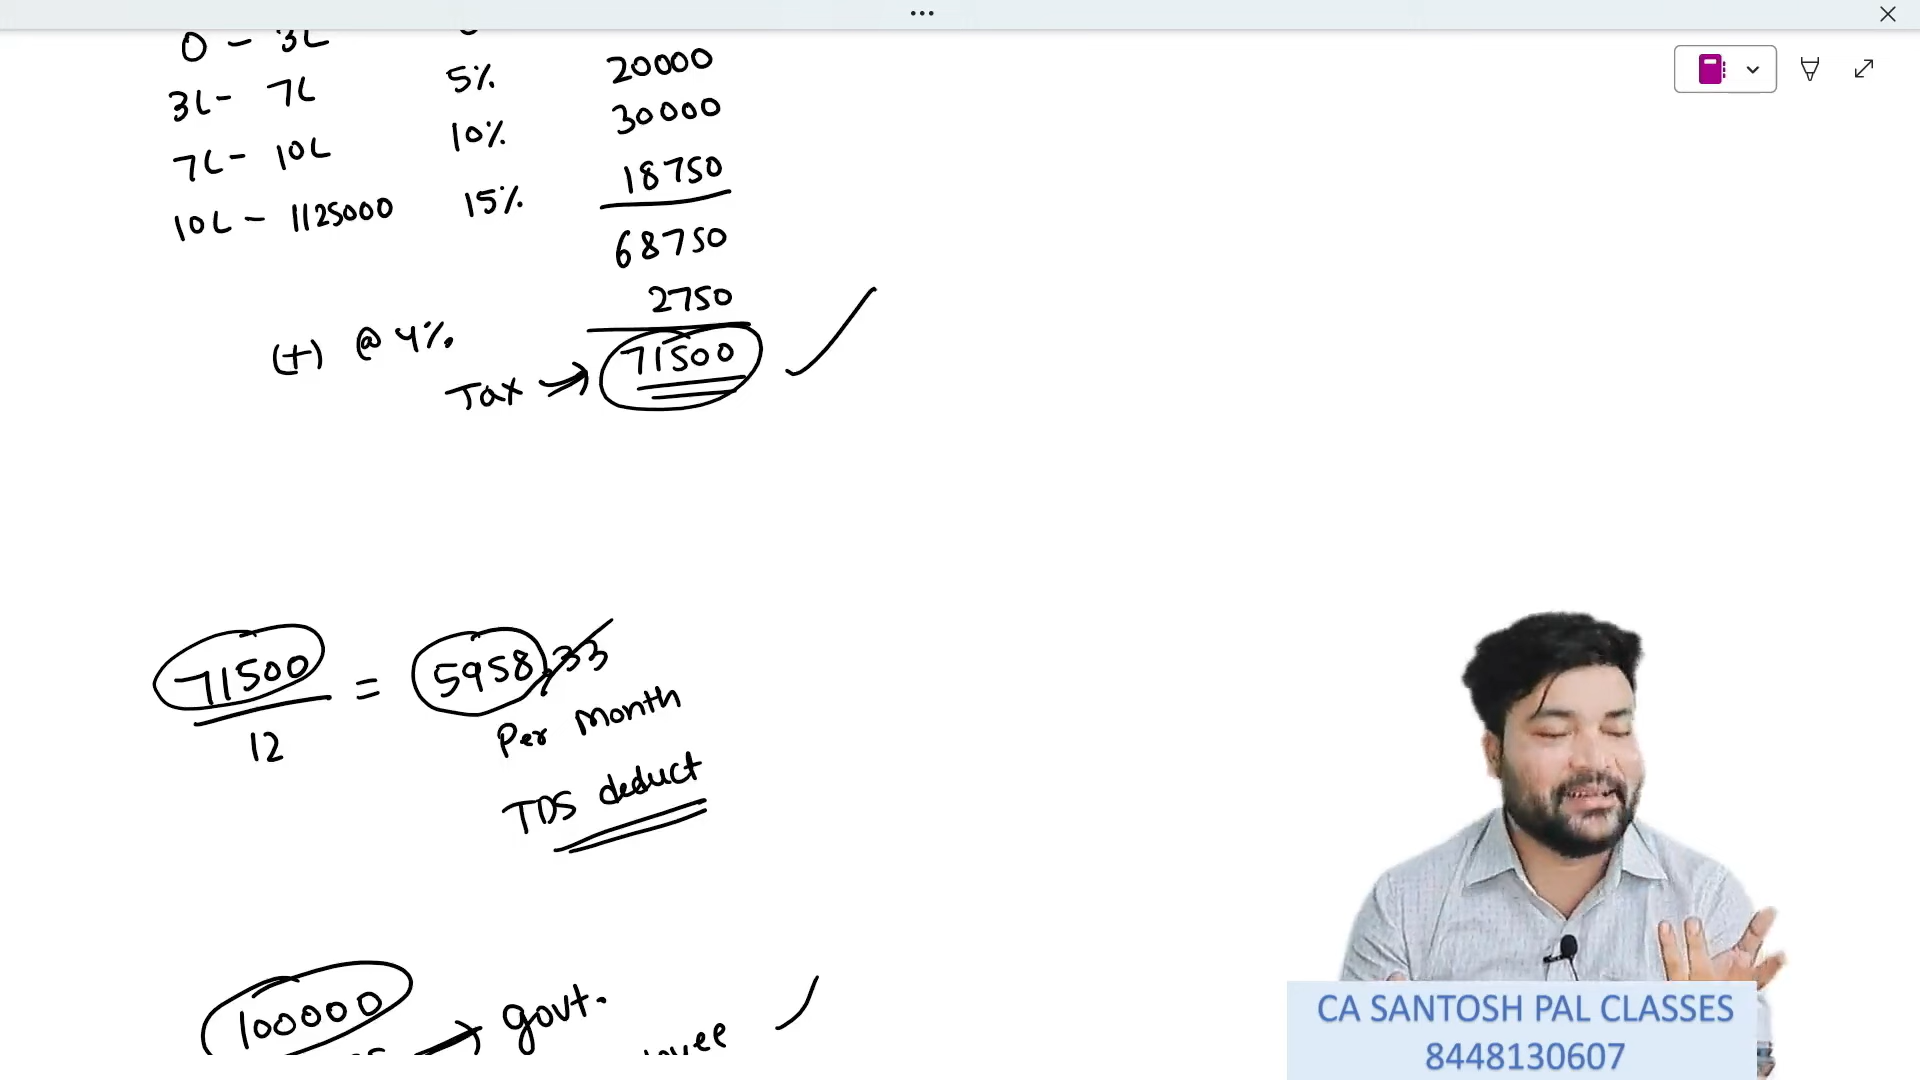 0 - 3L
3L- 7L 5% 20000
7L- 10L 10% 30000
10L - 1125000 15% 18750
68750
(+) @ 4% 2750
Tax → 71500
71500 / 12 = 5958.33
Per Month
TDS deduct
100000 → govt.
CA SANTOSH PAL CLASSES
8448130607